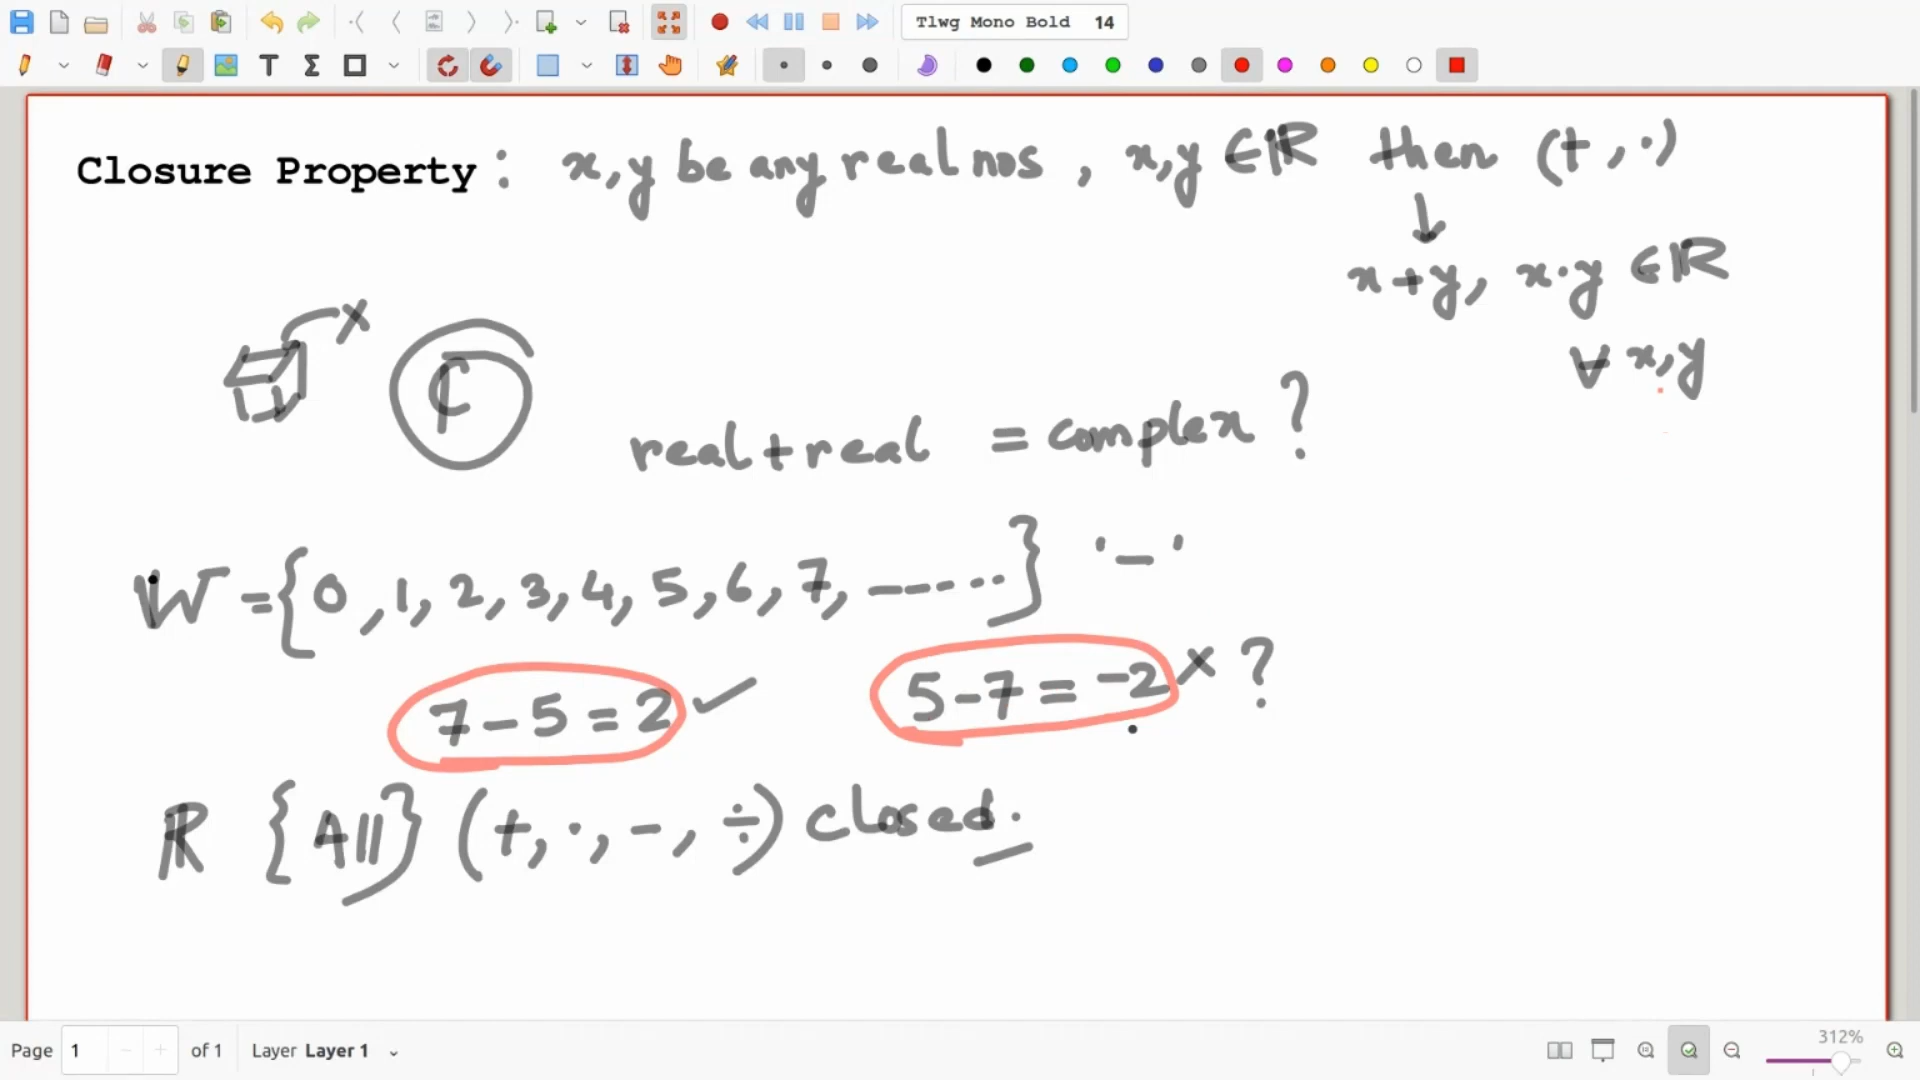 Tlwg Mono Bold 14
T Σ
Closure Property : x,y be any real nos , x,y ∈ ℝ then (+ , ·)
↓
x+y, x·y ∈ ℝ
∀ x,y
x
ℂ
real + real = complex ?
W = {0, 1, 2, 3, 4, 5, 6, 7, ------} '-'
7 - 5 = 2 ✓ 5 - 7 = -2 × ?
ℝ {All} (+, ·, -, ÷) closed.
Page 1 of 1 Layer Layer 1 312%